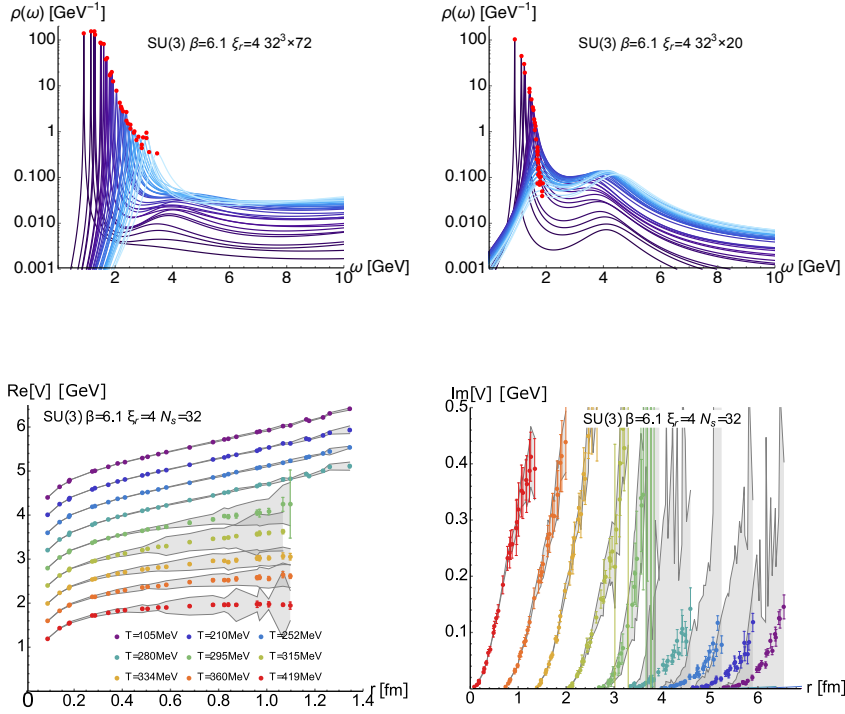 ρ(ω) [GeV⁻¹]
SU(3) β=6.1 ξᵣ=4 32³×72
100
10
1
0.100
0.010
0.001
2
4
6
8
10
ω [GeV]
ρ(ω) [GeV⁻¹]
SU(3) β=6.1 ξᵣ=4 32³×20
100
10
1
0.100
0.010
0.001
2
4
6
8
10
ω [GeV]
Re[V] [GeV]
SU(3) β=6.1 ξᵣ=4 Nₛ=32
6
5
4
3
2
1
T=105MeV T=210MeV T=252MeV
T=280MeV T=295MeV T=315MeV
T=334MeV T=360MeV T=419MeV
0 0.2 0.4 0.6 0.8 1.0 1.2 1.4
r [fm]
Im[V] [GeV]
SU(3) β=6.1 ξᵣ=4 Nₛ=32
0.5
0.4
0.3
0.2
0.1
0 1 2 3 4 5 6
r [fm]